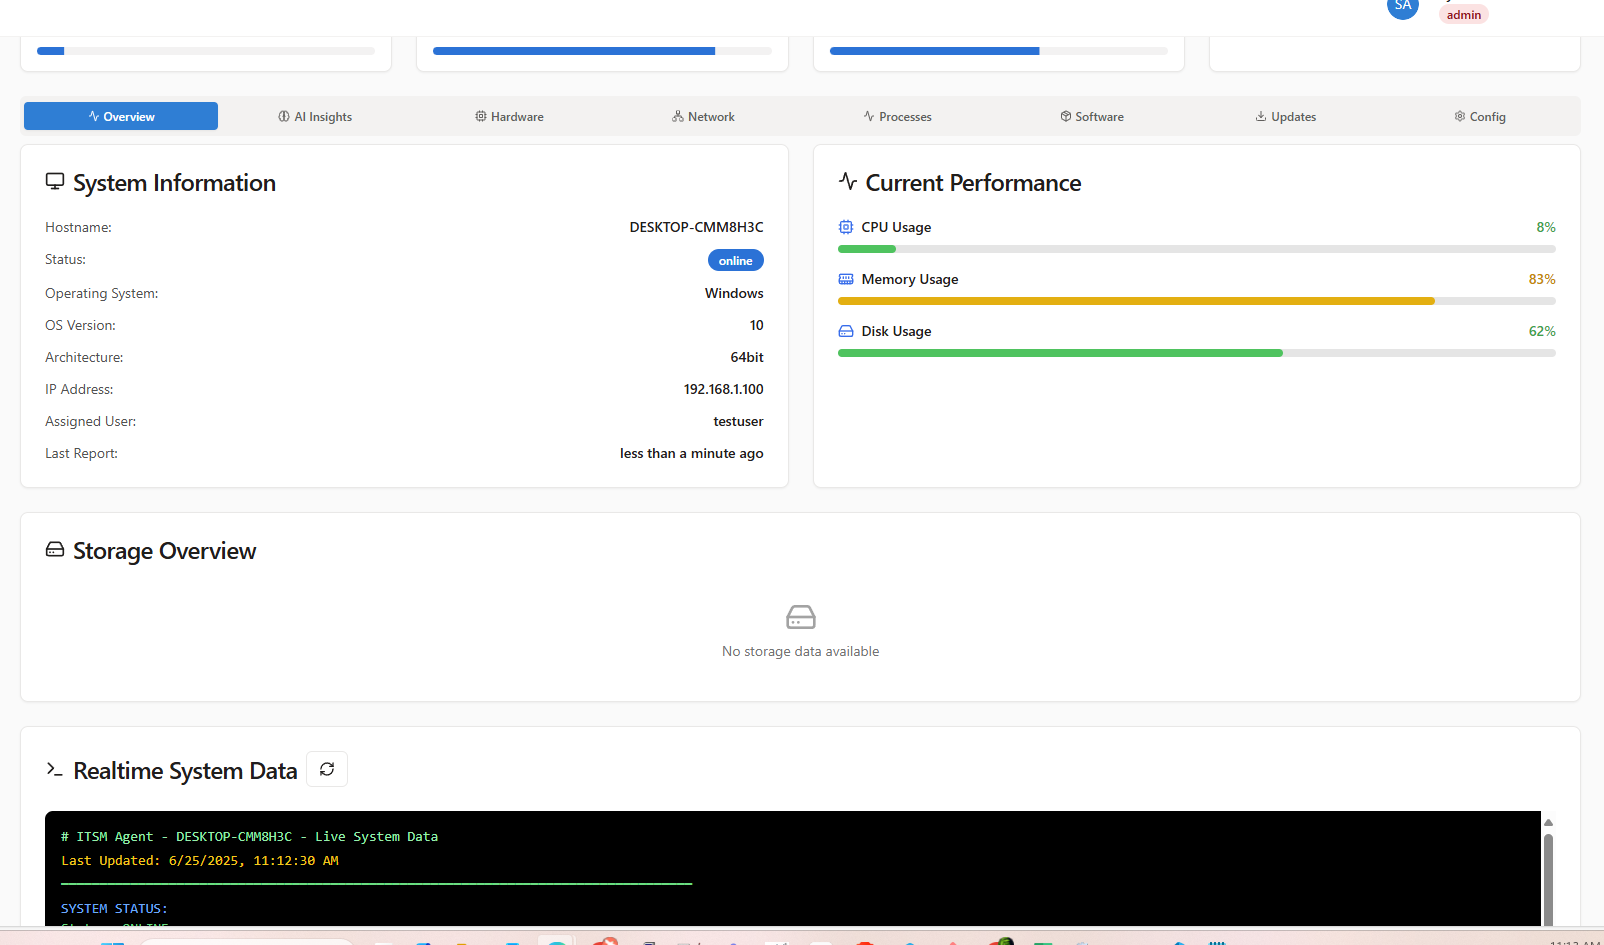 SA
admin
Overview
AI Insights
Hardware
Network
Processes
Software
Updates
Config
System Information
Hostname: DESKTOP-CMM8H3C
Status: online
Operating System: Windows
OS Version: 10
Architecture: 64bit
IP Address: 192.168.1.100
Assigned User: testuser
Last Report: less than a minute ago
Current Performance
CPU Usage 8%
Memory Usage 83%
Disk Usage 62%
Storage Overview
No storage data available
Realtime System Data
# ITSM Agent - DESKTOP-CMM8H3C - Live System Data
Last Updated: 6/25/2025, 11:12:30 AM
SYSTEM STATUS: